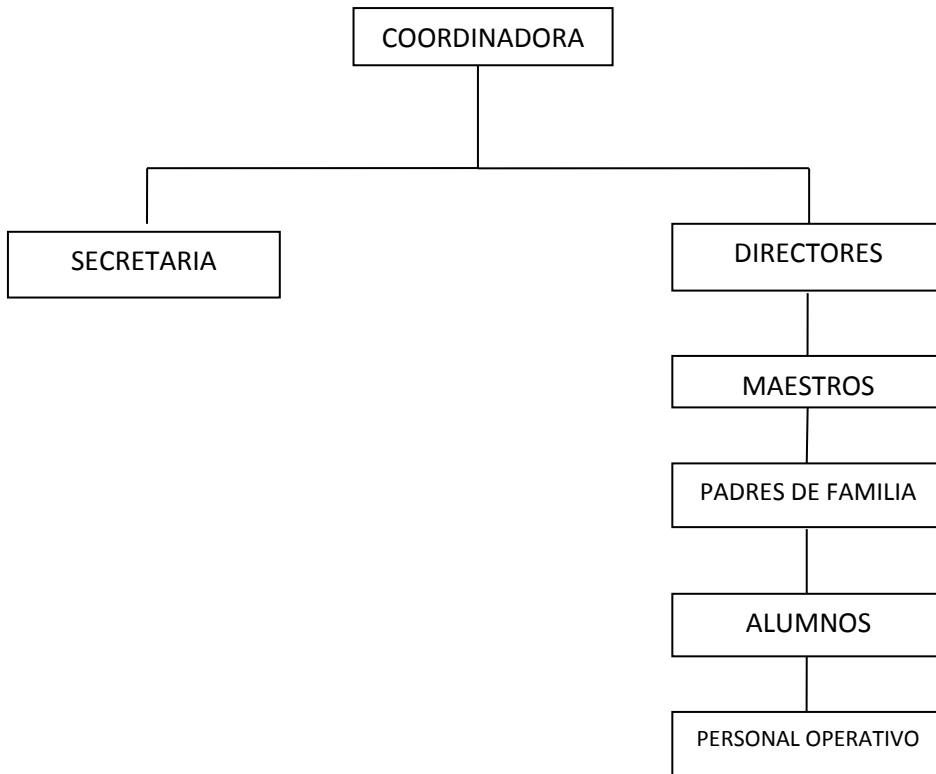 COORDINADORA
SECRETARIA
DIRECTORES
MAESTROS
PADRES DE FAMILIA
ALUMNOS
PERSONAL OPERATIVO